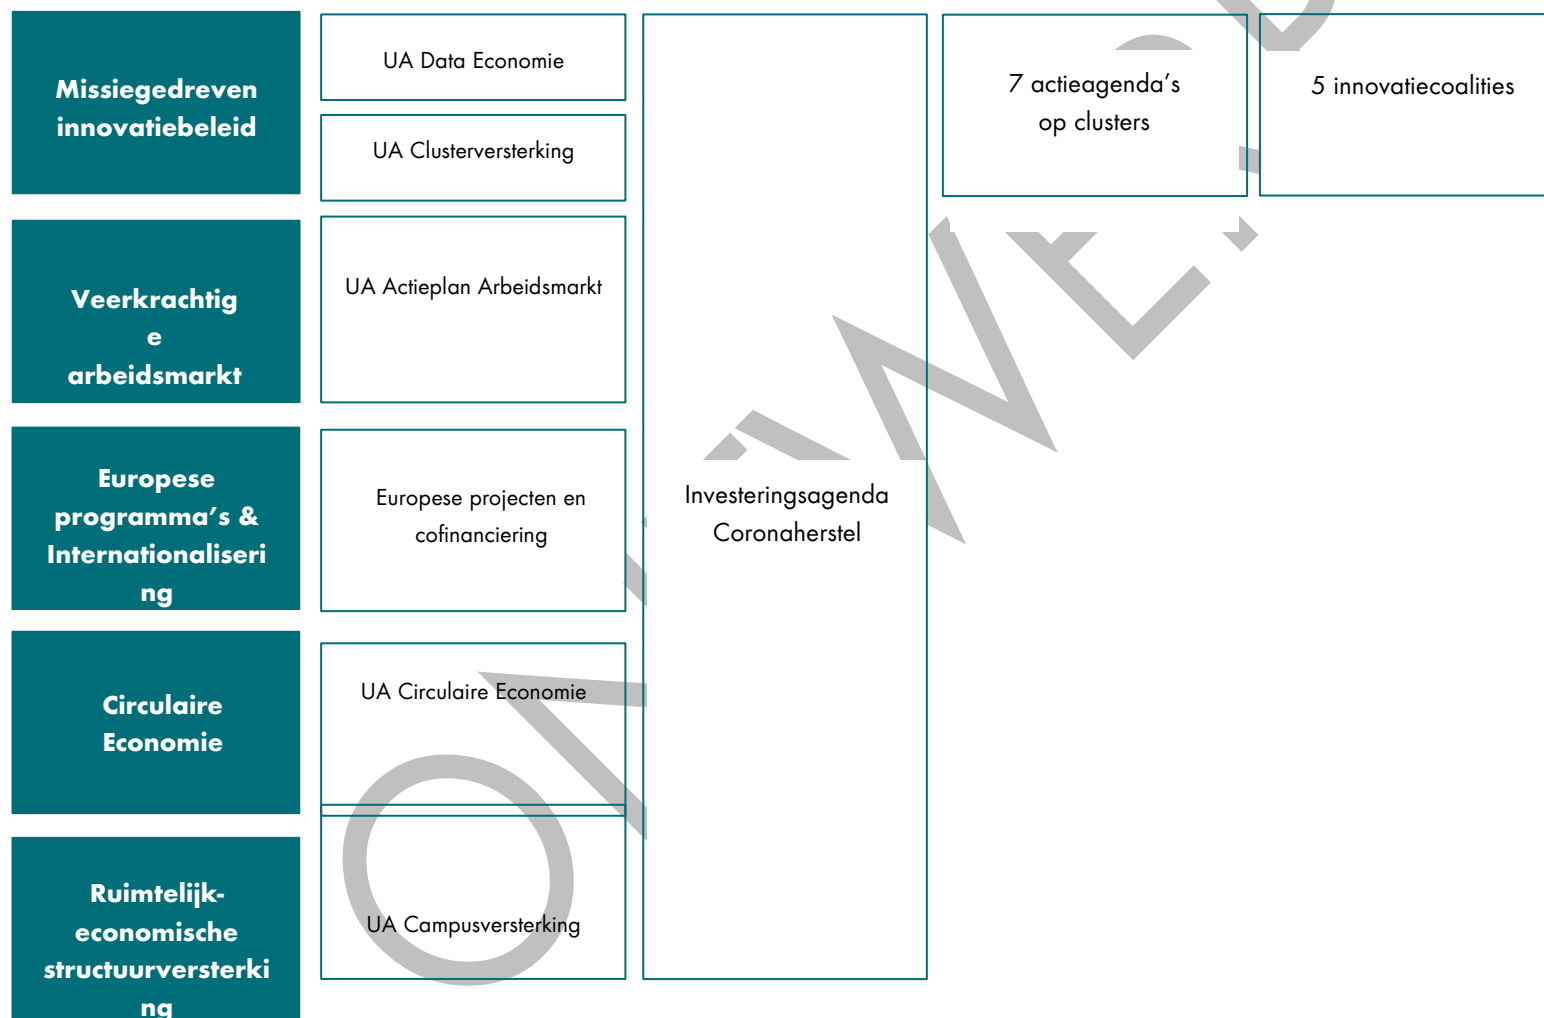 Missiegedreven
innovatiebeleid
UA Data Economie
UA Clusterversterking
7 actieagenda's
op clusters
5 innovatiecoalities
Veerkrachtig
e
arbeidsmarkt
UA Actieplan Arbeidsmarkt
Europese
programma's &
Internationaliseri
ng
Europese projecten en
cofinanciering
Investeringsagenda
Coronaherstel
Circulaire
Economie
UA Circulaire Economie
Ruimtelijk-
economische
structuurversterki
ng
UA Campusversterking